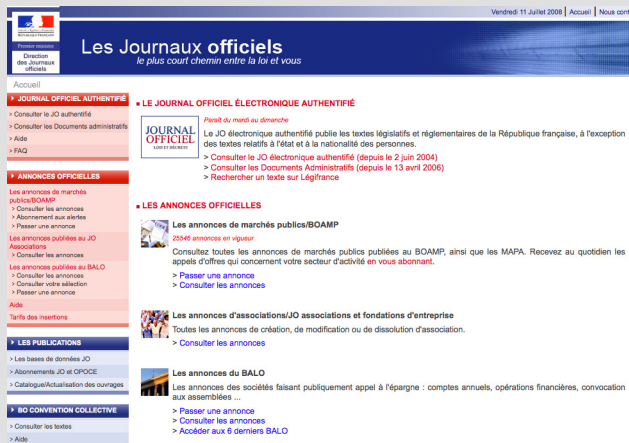 Vendredi 11 Juillet 2008 | Accueil | Nous cont
RÉPUBLIQUE FRANÇAISE
Premier ministre
Direction
des Journaux
officiels
Les Journaux officiels
le plus court chemin entre la loi et vous
Accueil
JOURNAL OFFICIEL AUTHENTIFIÉ
> Consulter le JO authentifié
> Consulter les Documents administratifs
> Aide
> FAQ
ANNONCES OFFICIELLES
Les annonces de marchés
publics/BOAMP
> Consulter les annonces
> Abonnement aux alertes
> Passer une annonce
Les annonces publiées au JO
Associations
> Consulter les annonces
Les annonces publiées au BALO
> Consulter les annonces
> Consulter votre sélection
> Passer une annonce
Aide
Tarifs des insertions
LES PUBLICATIONS
> Les bases de données JO
> Abonnements JO et OPOCE
> Catalogue/Actualisation des ouvrages
BO CONVENTION COLLECTIVE
> Consulter les textes
> Aide
LE JOURNAL OFFICIEL ÉLECTRONIQUE AUTHENTIFIÉ
JOURNAL
OFFICIEL
LOIS ET DÉCRETS
Paraît du mardi au dimanche
Le JO électronique authentifié publie les textes législatifs et réglementaires de la République française, à l'exception
des textes relatifs à l'état et à la nationalité des personnes.
> Consulter le JO électronique authentifié (depuis le 2 juin 2004)
> Consulter les Documents Administratifs (depuis le 13 avril 2006)
> Rechercher un texte sur Légifrance
LES ANNONCES OFFICIELLES
Les annonces de marchés publics/BOAMP
25546 annonces en vigueur
Consultez toutes les annonces de marchés publics publiées au BOAMP, ainsi que les MAPA. Recevez au quotidien les
appels d'offres qui concernent votre secteur d'activité en vous abonnant.
> Passer une annonce
> Consulter les annonces
Les annonces d'associations/JO associations et fondations d'entreprise
Toutes les annonces de création, de modification ou de dissolution d'association.
> Consulter les annonces
Les annonces du BALO
Les annonces des sociétés faisant publiquement appel à l'épargne : comptes annuels, opérations financières, convocation
aux assemblées ...
> Passer une annonce
> Consulter les annonces
> Accéder aux 6 derniers BALO